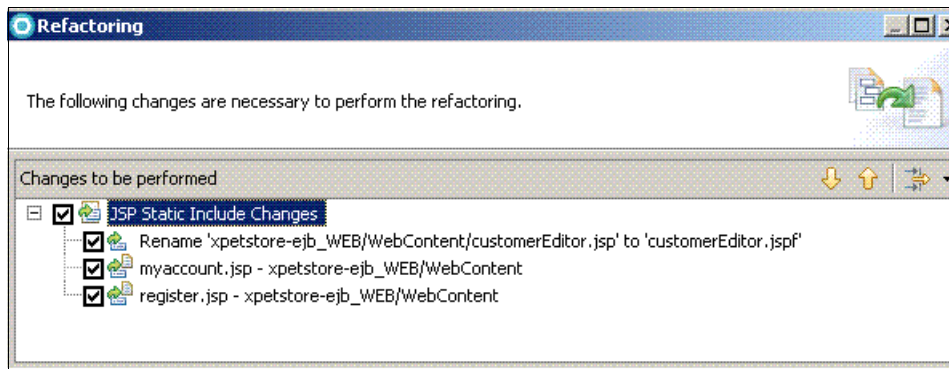 Refactoring
The following changes are necessary to perform the refactoring.
Changes to be performed
JSP Static Include Changes
Rename 'xpetstore-ejb_WEB/WebContent/customerEditor.jsp' to 'customerEditor.jspf'
myaccount.jsp - xpetstore-ejb_WEB/WebContent
register.jsp - xpetstore-ejb_WEB/WebContent